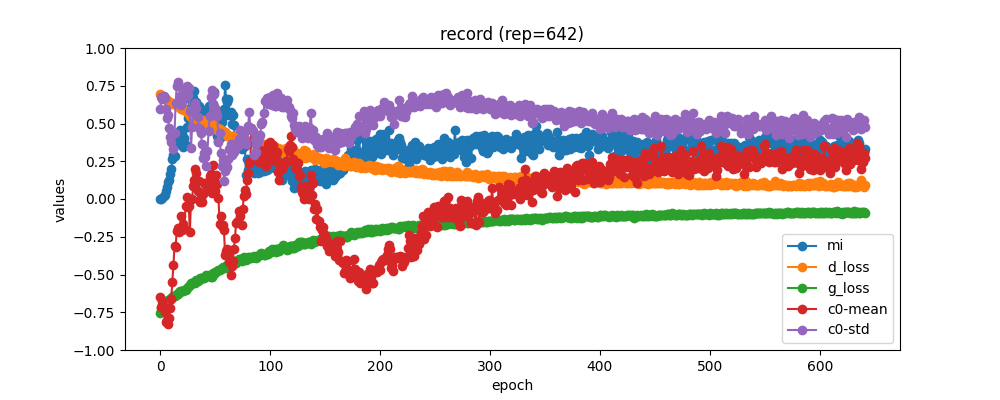 record (rep=642)
1.00
0.75
0.50
0.25
0.00
−0.25
−0.50
−0.75
−1.00
values
0 100 200 300 400 500 600
epoch
mi
d_loss
g_loss
c0-mean
c0-std